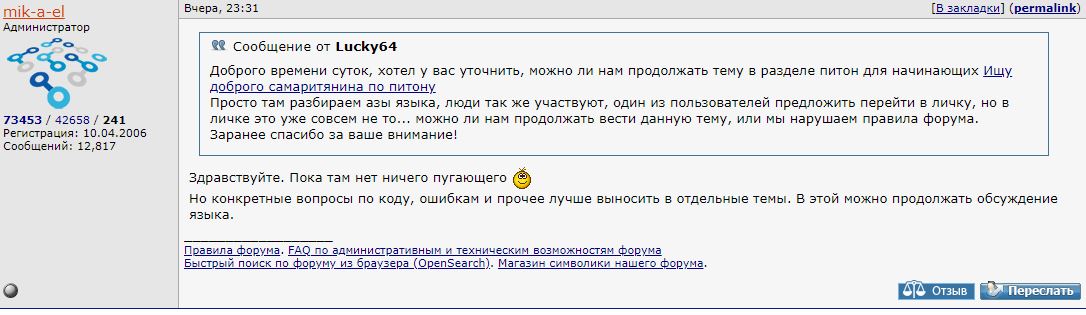 mik-a-el
Администратор
73453 / 42658 / 241
Регистрация: 10.04.2006
Сообщений: 12,817
Вчера, 23:31
[В закладки] (permalink)
Сообщение от Lucky64
Доброго времени суток, хотел у вас уточнить, можно ли нам продолжать тему в разделе питон для начинающих Ищу
доброго самаритянина по питону
Просто там разбираем азы языка, люди так же участвуют, один из пользователей предложить перейти в личку, но в
личке это уже совсем не то... можно ли нам продолжать вести данную тему, или мы нарушаем правила форума.
Заранее спасибо за ваше внимание!
Здравствуйте. Пока там нет ничего пугающего
Но конкретные вопросы по коду, ошибкам и прочее лучше выносить в отдельные темы. В этой можно продолжать обсуждение
языка.
Правила форума. FAQ по административным и техническим возможностям форума
Быстрый поиск по форуму из браузера (OpenSearch). Магазин символики нашего форума.
Отзыв
Переслать